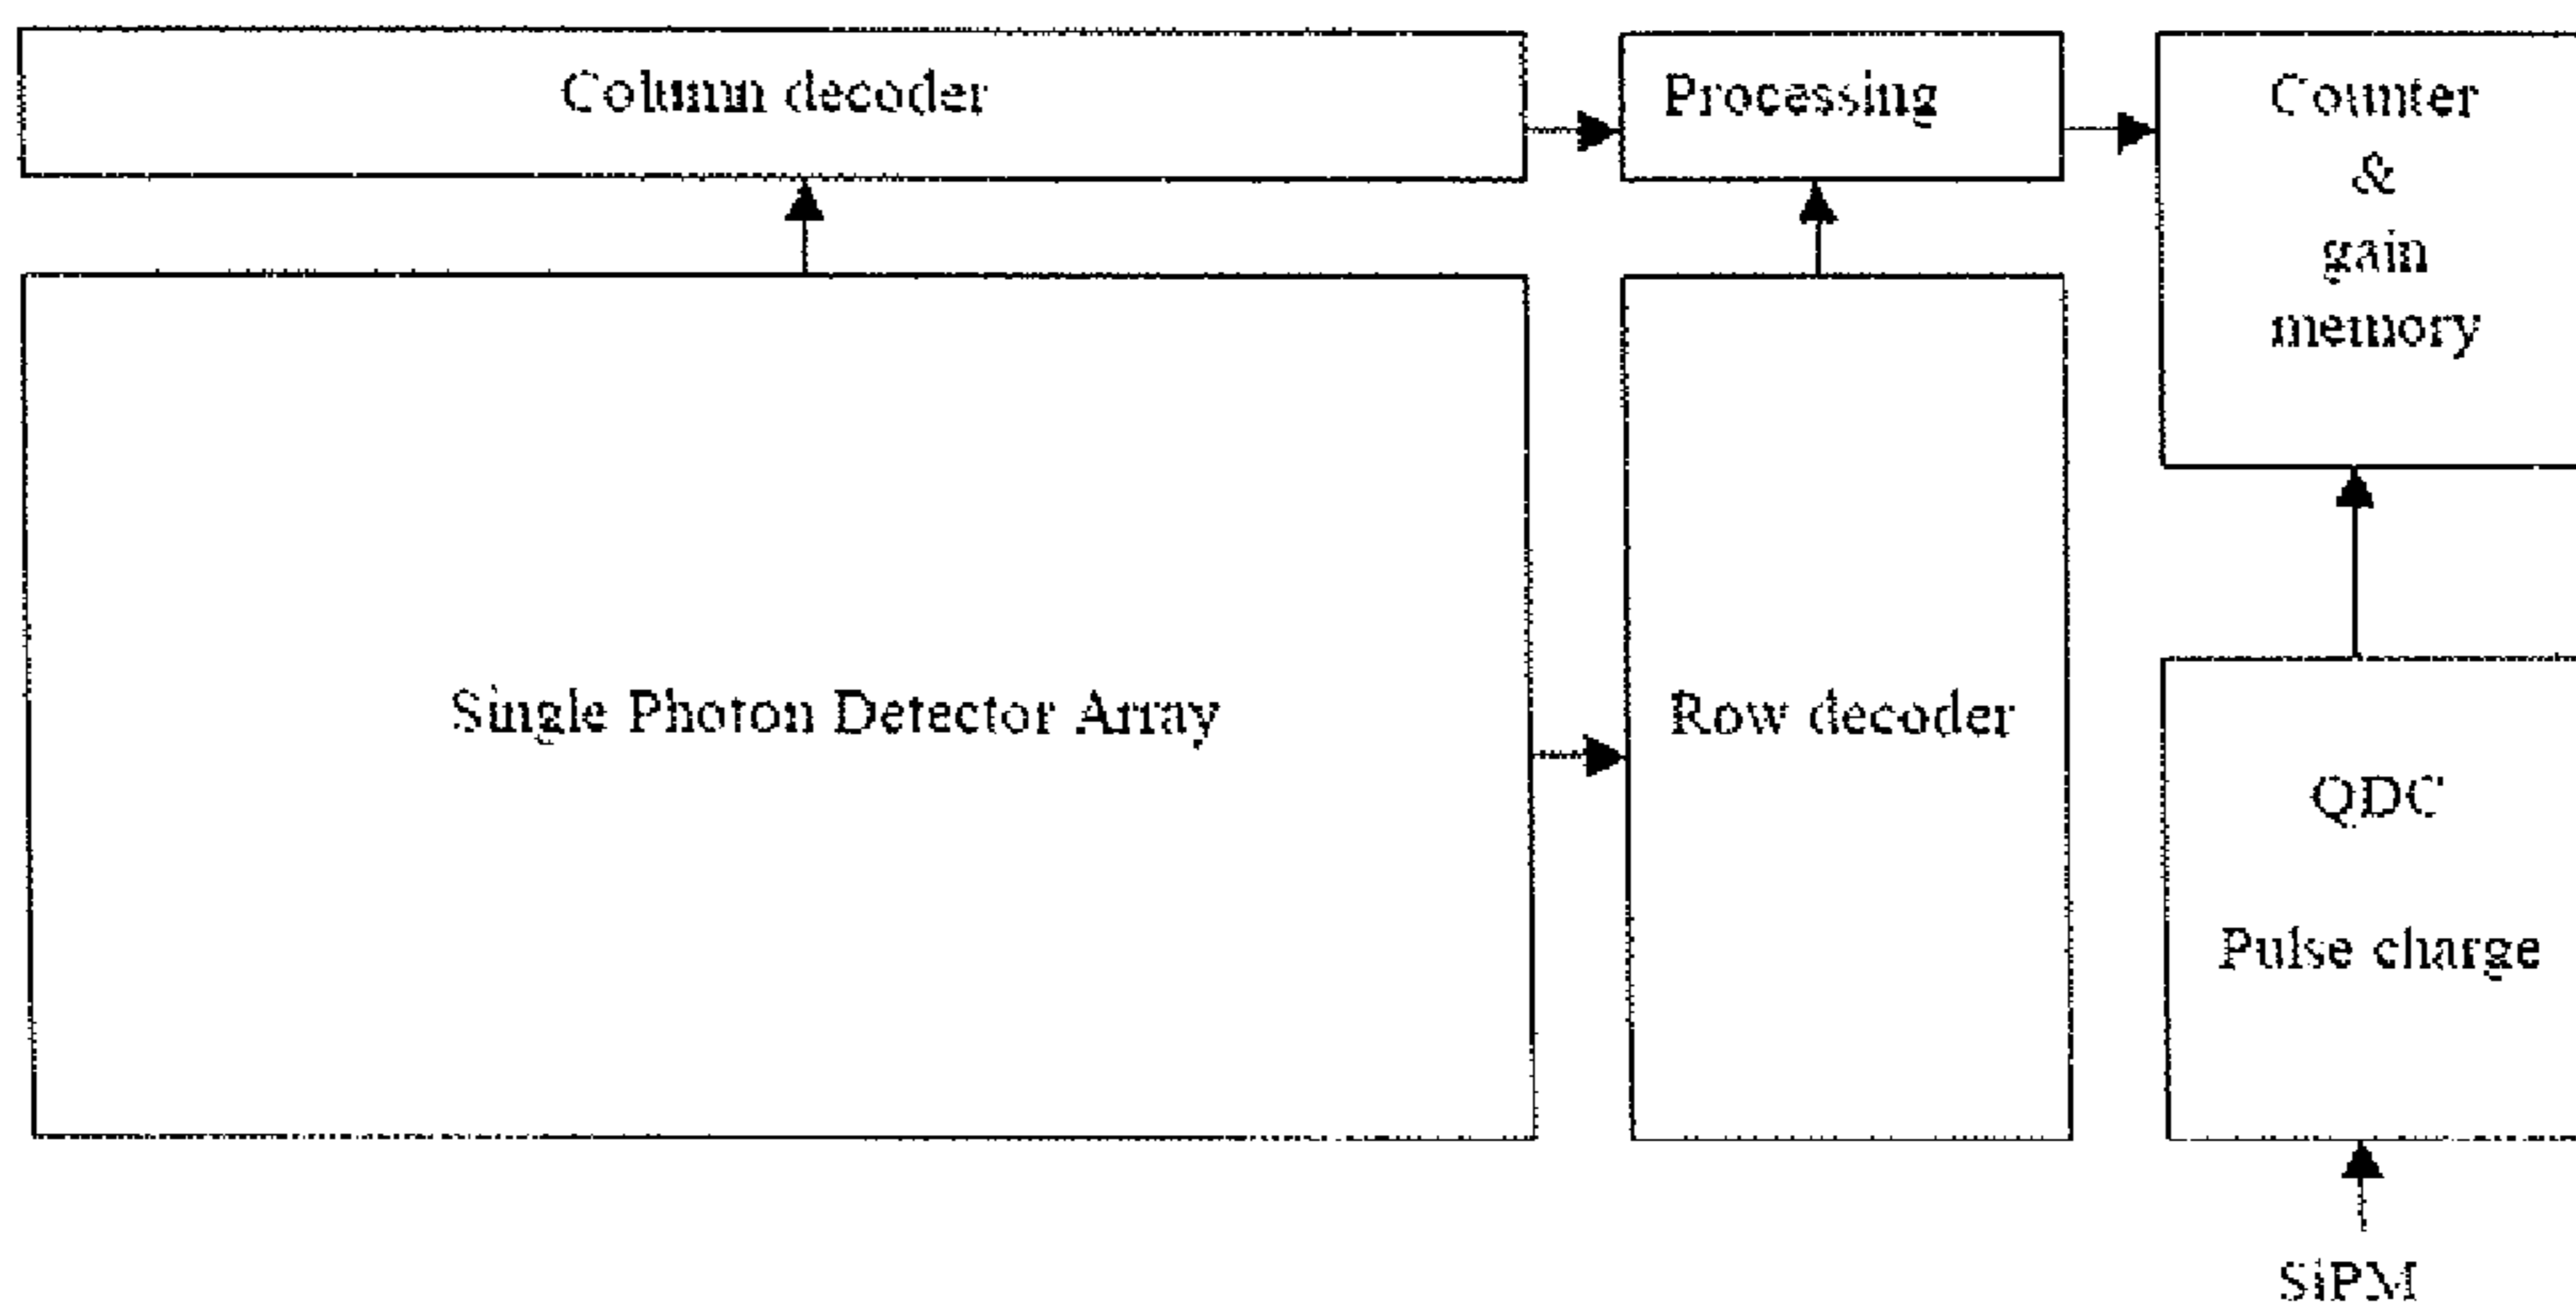 Column decoder
Processing
Counter
&
gain
memory
Single Photon Detector Array
Row decoder
QDC
Pulse charge
SiPM